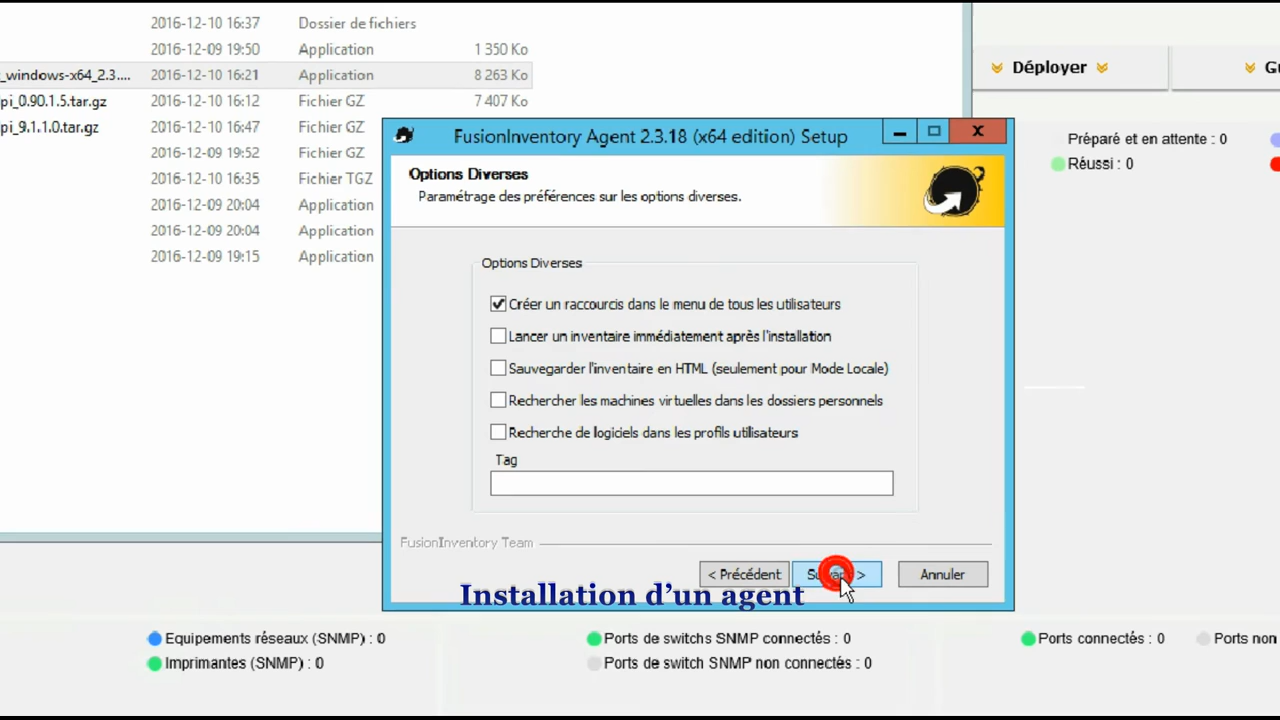 2016-12-10 16:37 Dossier de fichiers
2016-12-09 19:50 Application 1 350 Ko
_windows-x64_2.3.... 2016-12-10 16:21 Application 8 263 Ko
pi_0.90.1.5.tar.gz 2016-12-10 16:12 Fichier GZ 7 407 Ko
pi_9.1.1.0.tar.gz 2016-12-10 16:47 Fichier GZ
2016-12-09 19:52 Fichier GZ
2016-12-10 16:35 Fichier TGZ
2016-12-09 20:04 Application
2016-12-09 20:04 Application
2016-12-09 19:15 Application
Déployer
Préparé et en attente : 0
Réussi : 0
FusionInventory Agent 2.3.18 (x64 edition) Setup
Options Diverses
Paramétrage des préférences sur les options diverses.
Options Diverses
Créer un raccourcis dans le menu de tous les utilisateurs
Lancer un inventaire immédiatement après l'installation
Sauvegarder l'inventaire en HTML (seulement pour Mode Locale)
Rechercher les machines virtuelles dans les dossiers personnels
Recherche de logiciels dans les profils utilisateurs
Tag
FusionInventory Team
< Précédent Suivant > Annuler
Installation d'un agent
Equipements réseaux (SNMP) : 0 Ports de switchs SNMP connectés : 0 Ports connectés : 0 Ports non
Imprimantes (SNMP) : 0 Ports de switch SNMP non connectés : 0